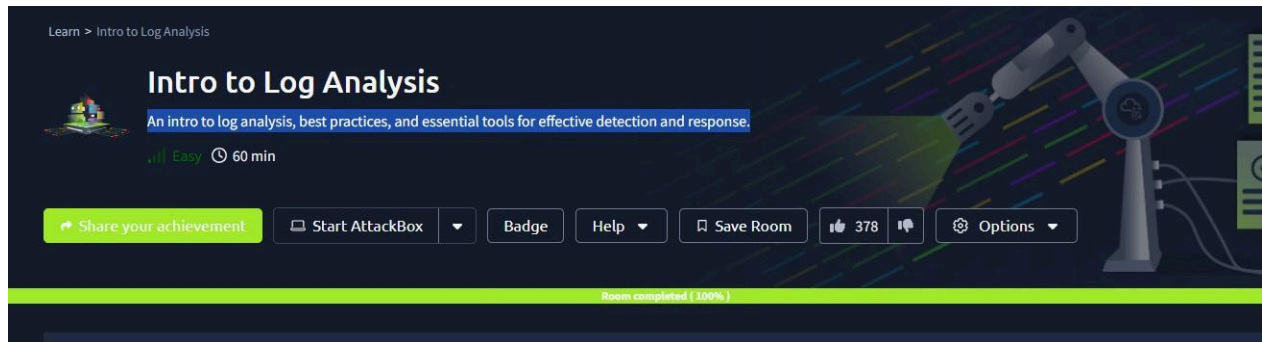 Learn > Intro to Log Analysis
Intro to Log Analysis
An intro to log analysis, best practices, and essential tools for effective detection and response.
Easy 60 min
Share your achievement Start AttackBox Badge Help Save Room 378 Options
Room completed ( 100% )